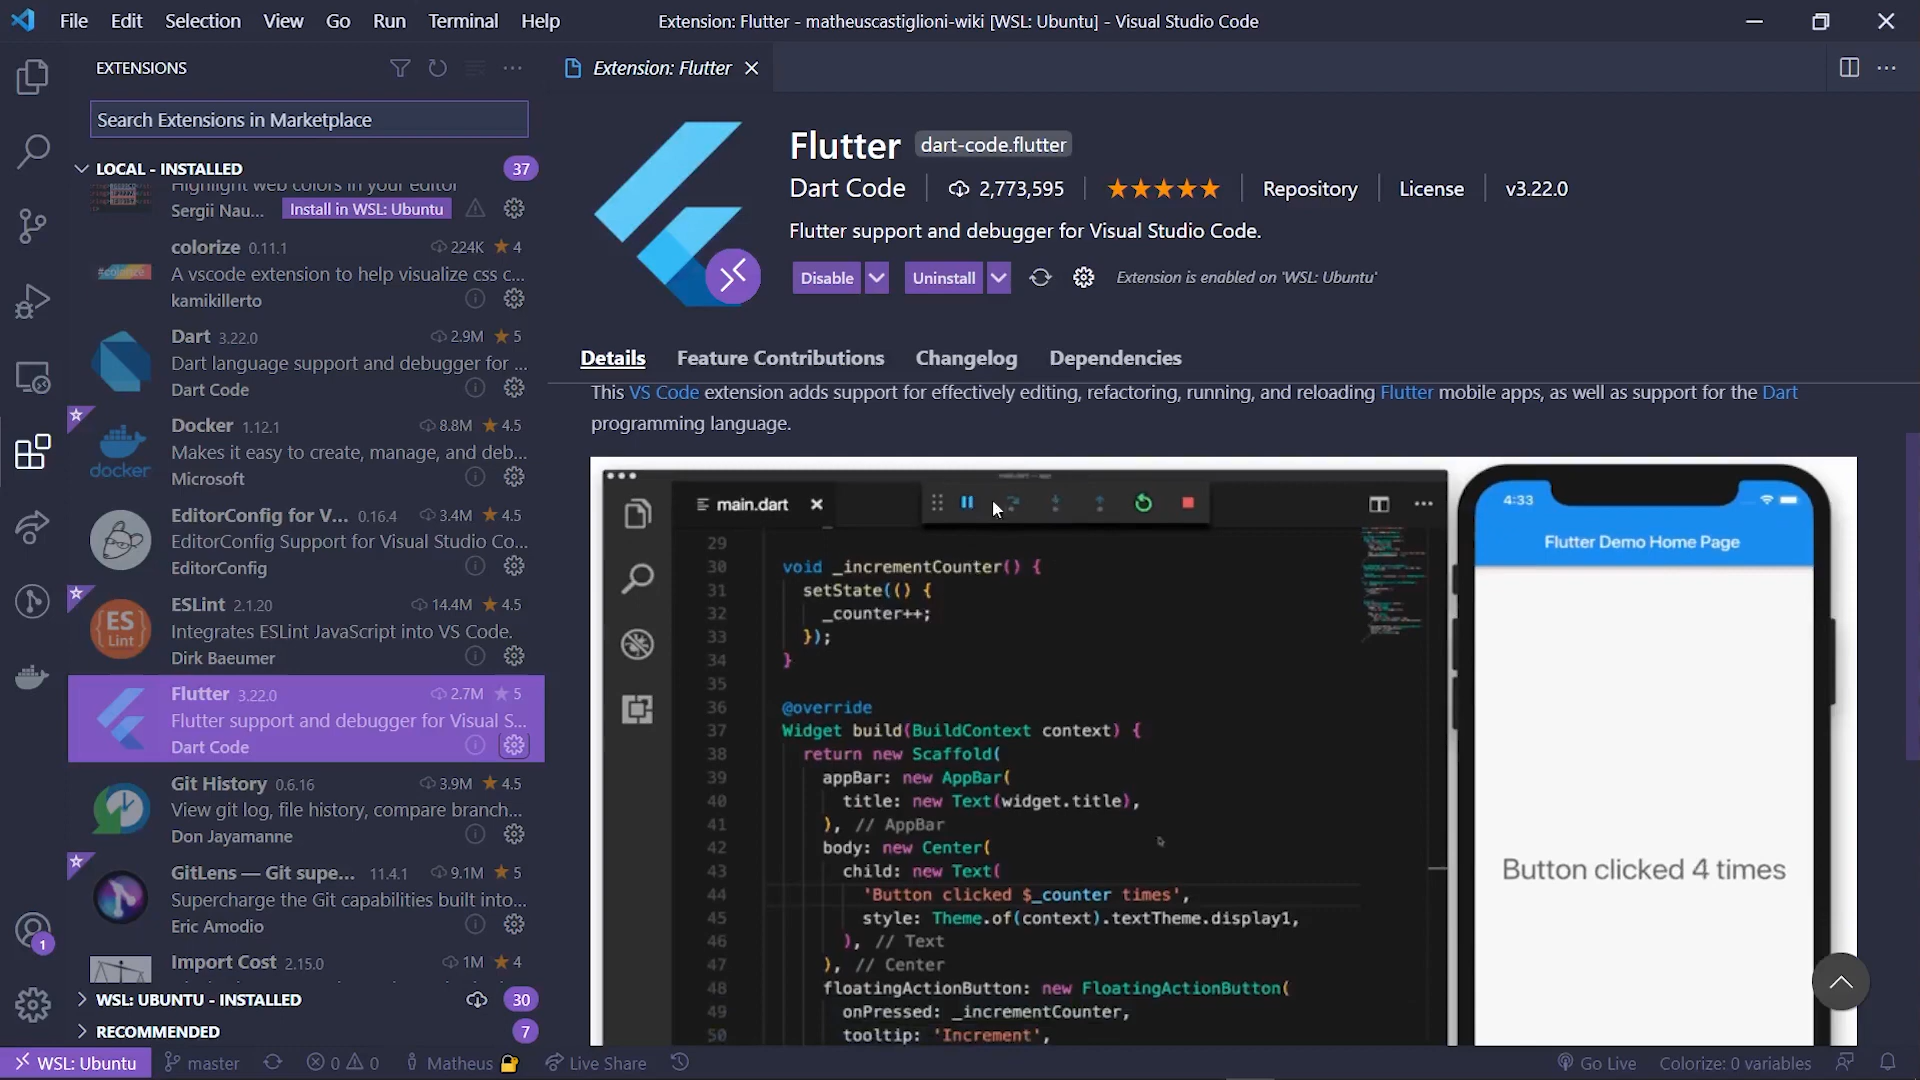 File Edit Selection View Go Run Terminal Help
Extension: Flutter - matheuscastiglioni-wiki [WSL: Ubuntu] - Visual Studio Code
EXTENSIONS
Search Extensions in Marketplace
LOCAL - INSTALLED 37
Highlight web colors in your editor
Sergii Nau... Install in WSL: Ubuntu
colorize 0.11.1 224K 4
A vscode extension to help visualize css c...
kamikillerto
Dart 3.22.0 2.9M 5
Dart language support and debugger for ...
Dart Code
Docker 1.12.1 8.8M 4.5
Makes it easy to create, manage, and deb...
Microsoft
docker
EditorConfig for V... 0.16.4 3.4M 4.5
EditorConfig Support for Visual Studio Co...
EditorConfig
ESLint 2.1.20 14.4M 4.5
Integrates ESLint JavaScript into VS Code.
Dirk Baeumer
{ES}
Lint
Flutter 3.22.0 2.7M 5
Flutter support and debugger for Visual S...
Dart Code
Git History 0.6.16 3.9M 4.5
View git log, file history, compare branch...
Don Jayamanne
GitLens — Git supe... 11.4.1 9.1M 5
Supercharge the Git capabilities built into...
Eric Amodio
Import Cost 2.15.0 1M 4
WSL: UBUNTU - INSTALLED 30
RECOMMENDED 7
1
Extension: Flutter
Flutter dart-code.flutter
Dart Code 2,773,595 ★★★★★ Repository License v3.22.0
Flutter support and debugger for Visual Studio Code.
Disable Uninstall Extension is enabled on 'WSL: Ubuntu'
Details Feature Contributions Changelog Dependencies
This VS Code extension adds support for effectively editing, refactoring, running, and reloading Flutter mobile apps, as well as support for the Dart
programming language.
main.dart
29
30 void _incrementCounter() {
31 setState(() {
32 _counter++;
33 });
34 }
35
36 @override
37 Widget build(BuildContext context) {
38 return new Scaffold(
39 appBar: new AppBar(
40 title: new Text(widget.title),
41 ), // AppBar
42 body: new Center(
43 child: new Text(
44 'Button clicked $_counter times',
45 style: Theme.of(context).textTheme.display1,
46 ), // Text
47 ), // Center
48 floatingActionButton: new FloatingActionButton(
49 onPressed: _incrementCounter,
50 tooltip: 'Increment',
4:33
Flutter Demo Home Page
Button clicked 4 times
WSL: Ubuntu master 0 0 Matheus Live Share Go Live Colorize: 0 variables